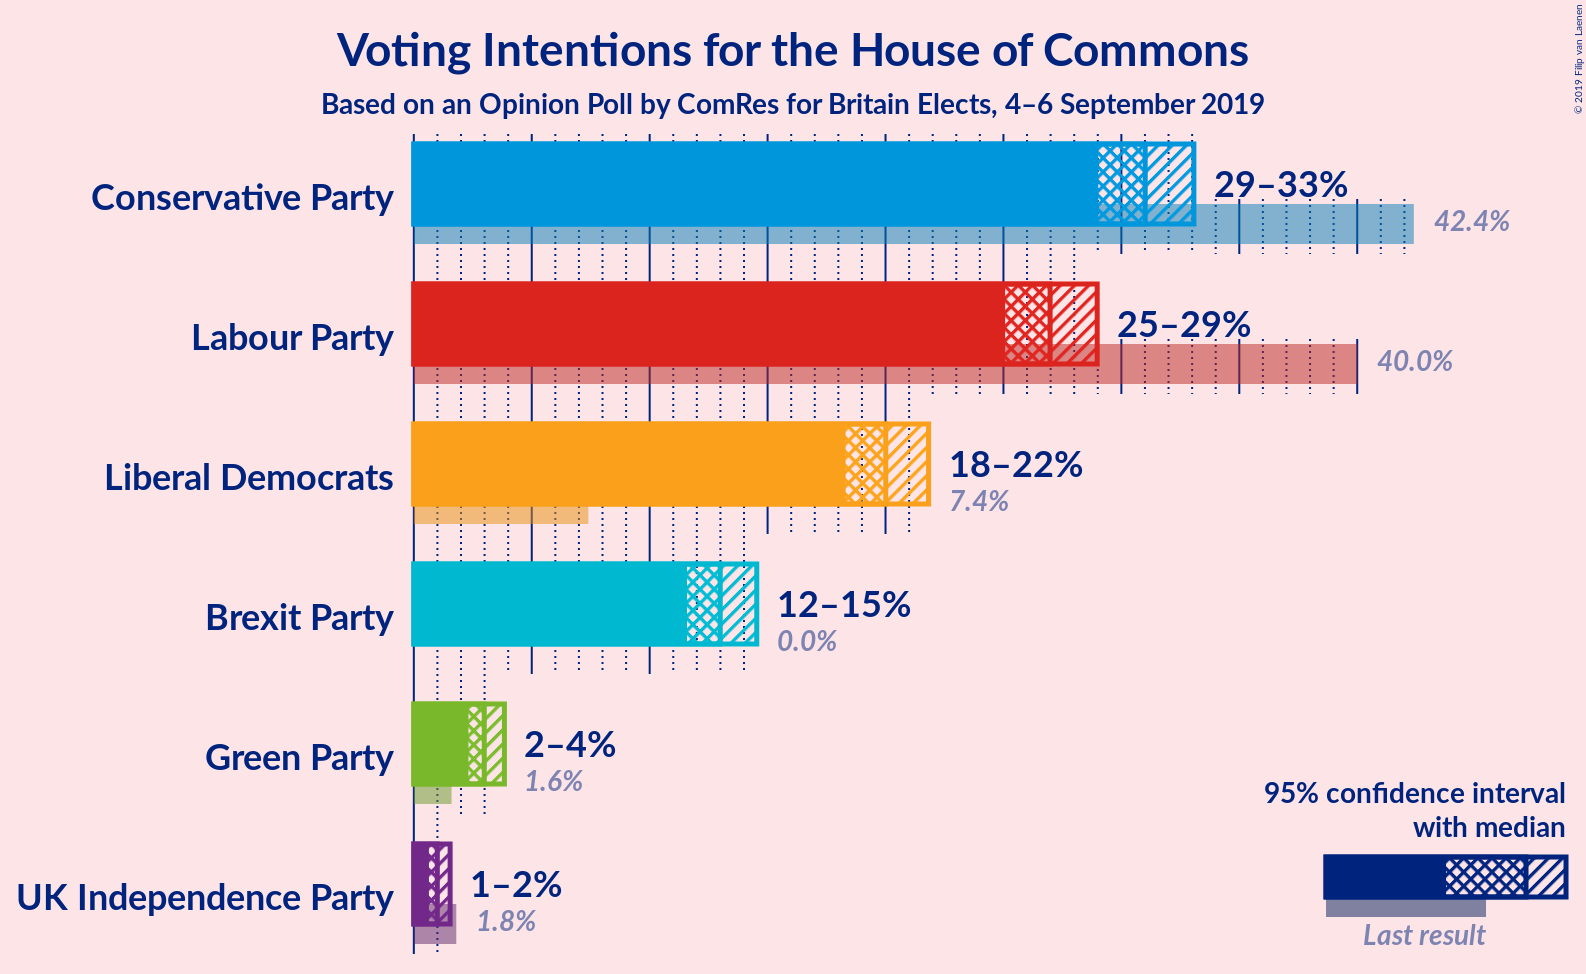 Voting Intentions for the House of Commons
Based on an Opinion Poll by ComRes for Britain Elects, 4–6 September 2019
© 2019 Filip van Laenen
Conservative Party
29–33%
42.4%
Labour Party
25–29%
40.0%
Liberal Democrats
18–22%
7.4%
Brexit Party
12–15%
0.0%
Green Party
2–4%
1.6%
UK Independence Party
1–2%
1.8%
95% confidence interval
with median
Last result